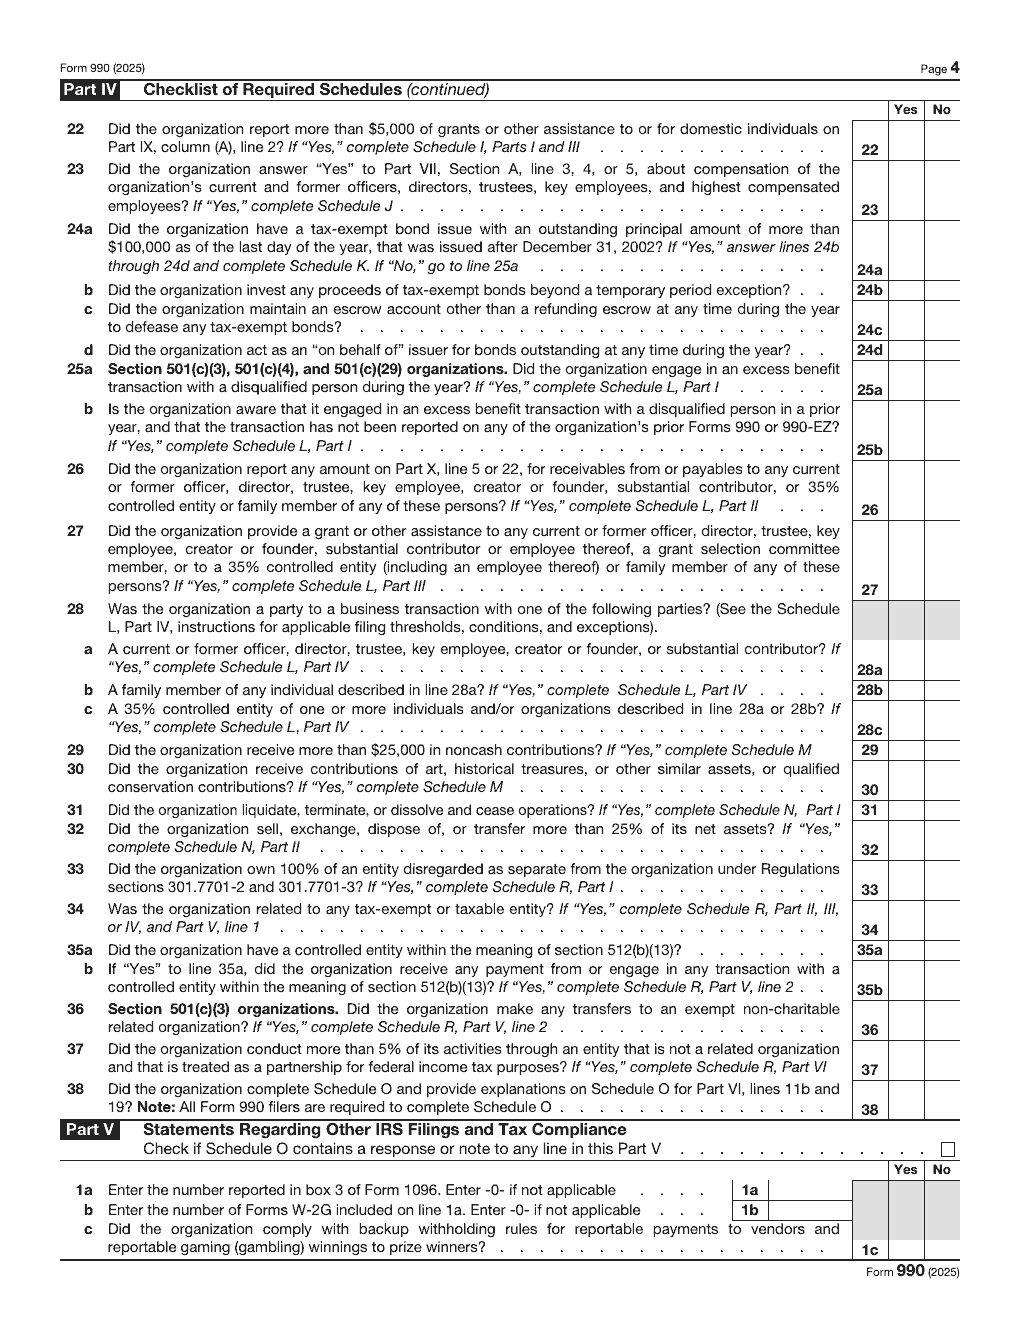 Form 990 (2025) Page 4
Part IV Checklist of Required Schedules (continued)
Yes No
22 Did the organization report more than $5,000 of grants or other assistance to or for domestic individuals on
Part IX, column (A), line 2? If “Yes,” complete Schedule I, Parts I and III . . . . . . . . . . . . 22
23 Did the organization answer “Yes” to Part VII, Section A, line 3, 4, or 5, about compensation of the
organization’s current and former officers, directors, trustees, key employees, and highest compensated
employees? If “Yes,” complete Schedule J . . . . . . . . . . . . . . . . . . . . . . . 23
24a Did the organization have a tax-exempt bond issue with an outstanding principal amount of more than
$100,000 as of the last day of the year, that was issued after December 31, 2002? If “Yes,” answer lines 24b
through 24d and complete Schedule K. If “No,” go to line 25a . . . . . . . . . . . . . . . 24a
b Did the organization invest any proceeds of tax-exempt bonds beyond a temporary period exception? . . 24b
c Did the organization maintain an escrow account other than a refunding escrow at any time during the year
to defease any tax-exempt bonds? . . . . . . . . . . . . . . . . . . . . . . . . . 24c
d Did the organization act as an “on behalf of” issuer for bonds outstanding at any time during the year? . . 24d
25a Section 501(c)(3), 501(c)(4), and 501(c)(29) organizations. Did the organization engage in an excess benefit
transaction with a disqualified person during the year? If “Yes,” complete Schedule L, Part I . . . . . 25a
b Is the organization aware that it engaged in an excess benefit transaction with a disqualified person in a prior
year, and that the transaction has not been reported on any of the organization’s prior Forms 990 or 990-EZ?
If “Yes,” complete Schedule L, Part I . . . . . . . . . . . . . . . . . . . . . . . . . 25b
26 Did the organization report any amount on Part X, line 5 or 22, for receivables from or payables to any current
or former officer, director, trustee, key employee, creator or founder, substantial contributor, or 35%
controlled entity or family member of any of these persons? If “Yes,” complete Schedule L, Part II . . . 26
27 Did the organization provide a grant or other assistance to any current or former officer, director, trustee, key
employee, creator or founder, substantial contributor or employee thereof, a grant selection committee
member, or to a 35% controlled entity (including an employee thereof) or family member of any of these
persons? If “Yes,” complete Schedule L, Part III . . . . . . . . . . . . . . . . . . . . . 27
28 Was the organization a party to a business transaction with one of the following parties? (See the Schedule
L, Part IV, instructions for applicable filing thresholds, conditions, and exceptions).
a A current or former officer, director, trustee, key employee, creator or founder, or substantial contributor? If
“Yes,” complete Schedule L, Part IV . . . . . . . . . . . . . . . . . . . . . . . . . 28a
b A family member of any individual described in line 28a? If “Yes,” complete Schedule L, Part IV . . . . 28b
c A 35% controlled entity of one or more individuals and/or organizations described in line 28a or 28b? If
“Yes,” complete Schedule L, Part IV . . . . . . . . . . . . . . . . . . . . . . . . . 28c
29 Did the organization receive more than $25,000 in noncash contributions? If “Yes,” complete Schedule M 29
30 Did the organization receive contributions of art, historical treasures, or other similar assets, or qualified
conservation contributions? If “Yes,” complete Schedule M . . . . . . . . . . . . . . . . 30
31 Did the organization liquidate, terminate, or dissolve and cease operations? If “Yes,” complete Schedule N, Part I 31
32 Did the organization sell, exchange, dispose of, or transfer more than 25% of its net assets? If “Yes,”
complete Schedule N, Part II . . . . . . . . . . . . . . . . . . . . . . . . . . . 32
33 Did the organization own 100% of an entity disregarded as separate from the organization under Regulations
sections 301.7701-2 and 301.7701-3? If “Yes,” complete Schedule R, Part I . . . . . . . . . . . 33
34 Was the organization related to any tax-exempt or taxable entity? If “Yes,” complete Schedule R, Part II, III,
or IV, and Part V, line 1 . . . . . . . . . . . . . . . . . . . . . . . . . . . . . 34
35a Did the organization have a controlled entity within the meaning of section 512(b)(13)? . . . . . . . 35a
b If “Yes” to line 35a, did the organization receive any payment from or engage in any transaction with a
controlled entity within the meaning of section 512(b)(13)? If “Yes,” complete Schedule R, Part V, line 2 . . 35b
36 Section 501(c)(3) organizations. Did the organization make any transfers to an exempt non-charitable
related organization? If “Yes,” complete Schedule R, Part V, line 2 . . . . . . . . . . . . . . 36
37 Did the organization conduct more than 5% of its activities through an entity that is not a related organization
and that is treated as a partnership for federal income tax purposes? If “Yes,” complete Schedule R, Part VI 37
38 Did the organization complete Schedule O and provide explanations on Schedule O for Part VI, lines 11b and
19? Note: All Form 990 filers are required to complete Schedule O . . . . . . . . . . . . . . 38
Part V Statements Regarding Other IRS Filings and Tax Compliance
Check if Schedule O contains a response or note to any line in this Part V . . . . . . . . . . . . .
Yes No
1a Enter the number reported in box 3 of Form 1096. Enter -0- if not applicable . . . . 1a
b Enter the number of Forms W-2G included on line 1a. Enter -0- if not applicable . . . 1b
c Did the organization comply with backup withholding rules for reportable payments to vendors and
reportable gaming (gambling) winnings to prize winners? . . . . . . . . . . . . . . . . . 1c
Form 990 (2025)